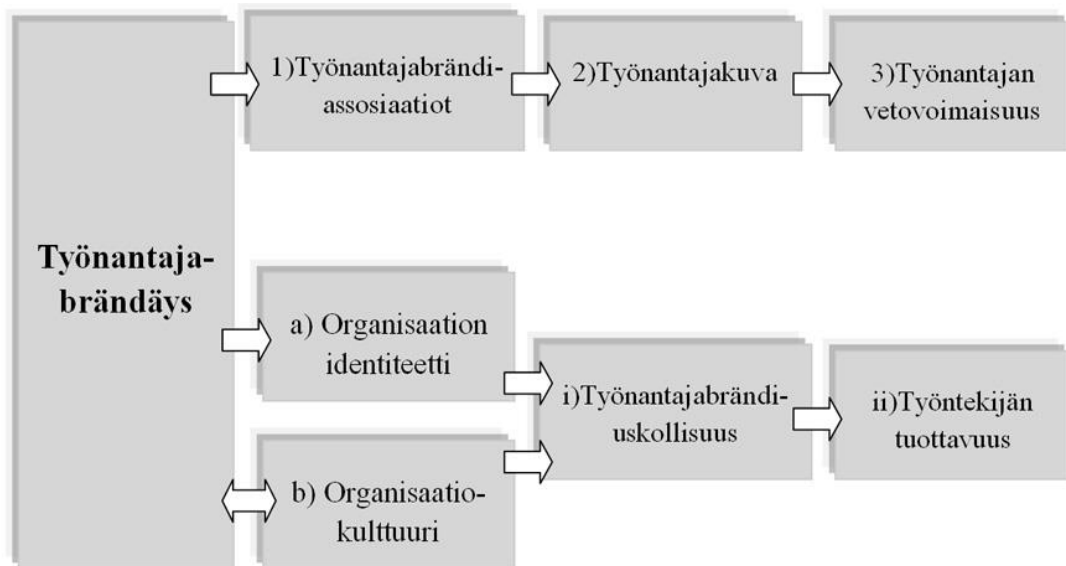 Työnantaja-
brändäys
1)Työnantajabrändi-
assosiaatiot
2)Työnantajakuva
3)Työnantajan
vetovoimaisuus
a) Organisaation
identiteetti
b) Organisaatio-
kulttuuri
i)Työnantajabrändi-
uskollisuus
ii)Työntekijän
tuottavuus